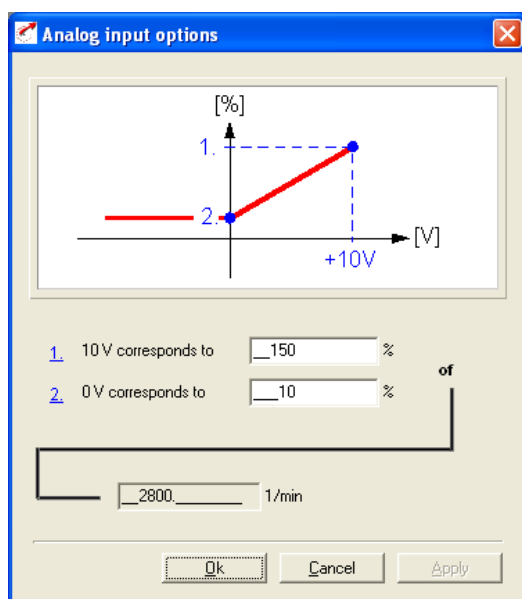 Analog input options
[%]
1.
2.
[V]
+10V
1. 10 V corresponds to __150 %
of
2. 0 V corresponds to ___10 %
__2800.________ 1/min
Ok Cancel Apply